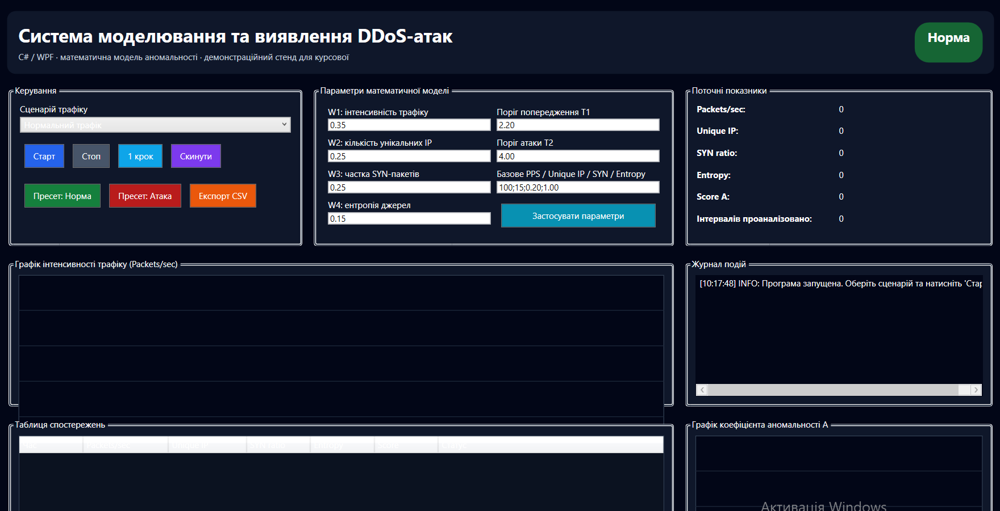 Система моделювання та виявлення DDoS-атак
C# / WPF · математична модель аномальності · демонстраційний стенд для курсової
Норма
Керування
Сценарій трафіку
Нормальний трафік
Старт
Стоп
1 крок
Скинути
Пресет: Норма
Пресет: Атака
Експорт CSV
Параметри математичної моделі
W1: інтенсивність трафіку
0.35
Поріг попередження T1
2.20
W2: кількість унікальних IP
0.25
Поріг атаки T2
4.00
W3: частка SYN-пакетів
0.25
Базове PPS / Unique IP / SYN / Entropy
100;15;0.20;1.00
W4: ентропія джерел
0.15
Застосувати параметри
Поточні показники
Packets/sec: 0
Unique IP: 0
SYN ratio: 0
Entropy: 0
Score A: 0
Інтервалів проаналізовано: 0
Графік інтенсивності трафіку (Packets/sec)
Журнал подій
[10:17:48] INFO: Програма запущена. Оберіть сценарій та натисніть 'Стар
Таблиця спостережень
Час Packets/sec Unique IP SYN ratio Entropy Score Статус
Графік коефіцієнта аномальності A
Активація Windows